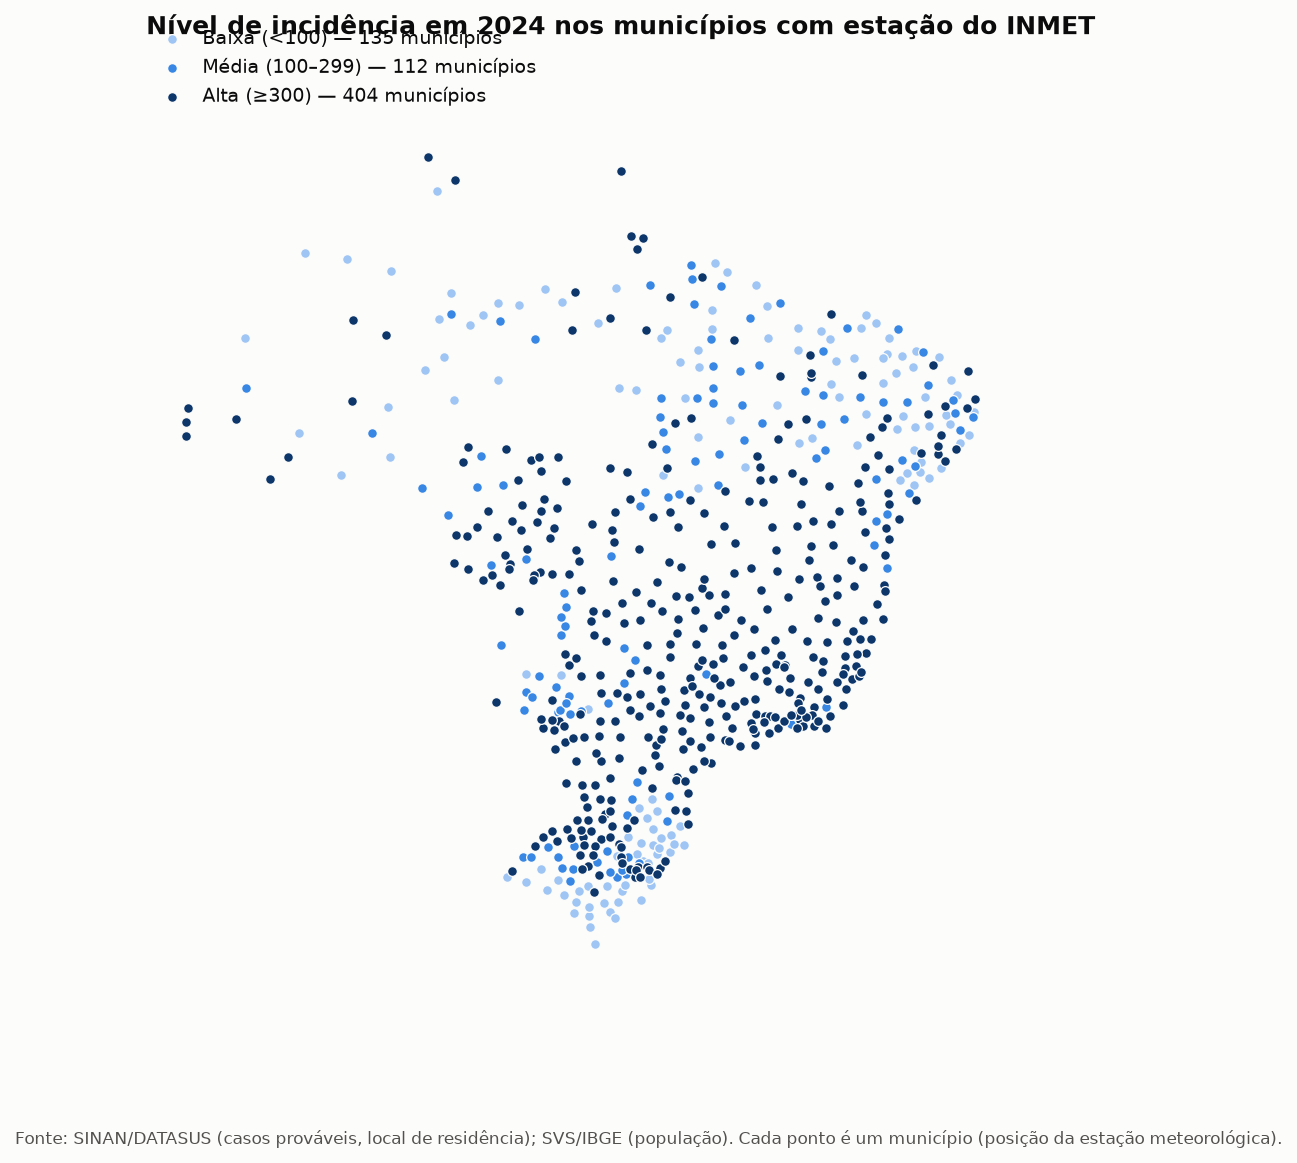 Nível de incidência em 2024 nos municípios com estação do INMET
Baixa (<100) — 135 municípios
Média (100–299) — 112 municípios
Alta (≥300) — 404 municípios
Fonte: SINAN/DATASUS (casos prováveis, local de residência); SVS/IBGE (população). Cada ponto é um município (posição da estação meteorológica).